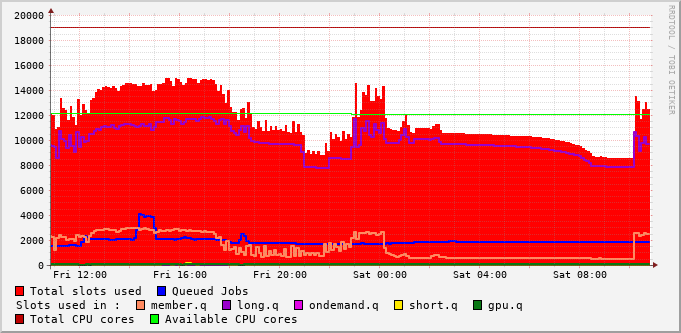 RRDTOOL / TOBI OETIKER
20000
18000
16000
14000
12000
10000
8000
6000
4000
2000
0
Fri 12:00 Fri 16:00 Fri 20:00 Sat 00:00 Sat 04:00 Sat 08:00
Total slots used Queued Jobs
Slots used in : member.q long.q ondemand.q short.q gpu.q
Total CPU cores Available CPU cores